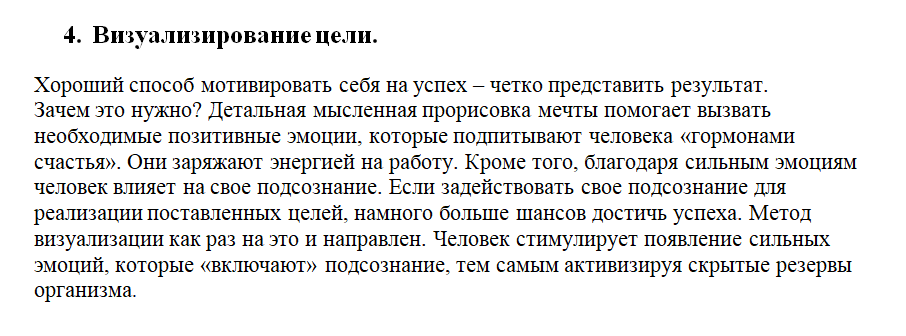 4. Визуализирование цели.
Хороший способ мотивировать себя на успех – четко представить результат.
Зачем это нужно? Детальная мысленная прорисовка мечты помогает вызвать
необходимые позитивные эмоции, которые подпитывают человека «гормонами
счастья». Они заряжают энергией на работу. Кроме того, благодаря сильным эмоциям
человек влияет на свое подсознание. Если задействовать свое подсознание для
реализации поставленных целей, намного больше шансов достичь успеха. Метод
визуализации как раз на это и направлен. Человек стимулирует появление сильных
эмоций, которые «включают» подсознание, тем самым активизируя скрытые резервы
организма.